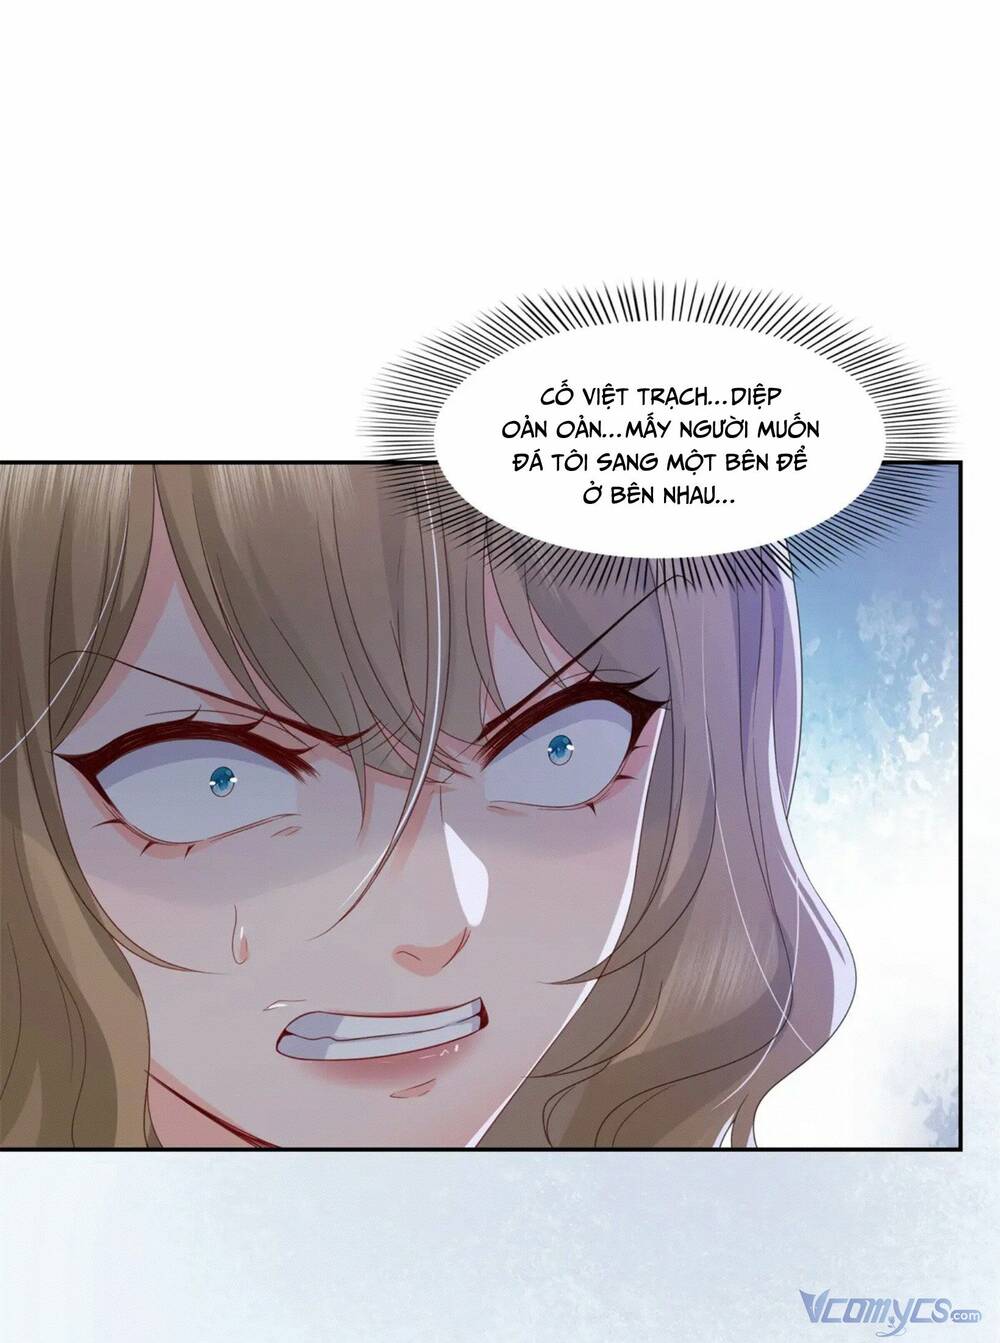 CỐ VIỆT TRẠCH...DIỆP
OẢN OẢN...MẤY NGƯỜI MUỐN
ĐÁ TÔI SANG MỘT BÊN ĐỂ
Ở BÊN NHAU...
VCOMYCS.com